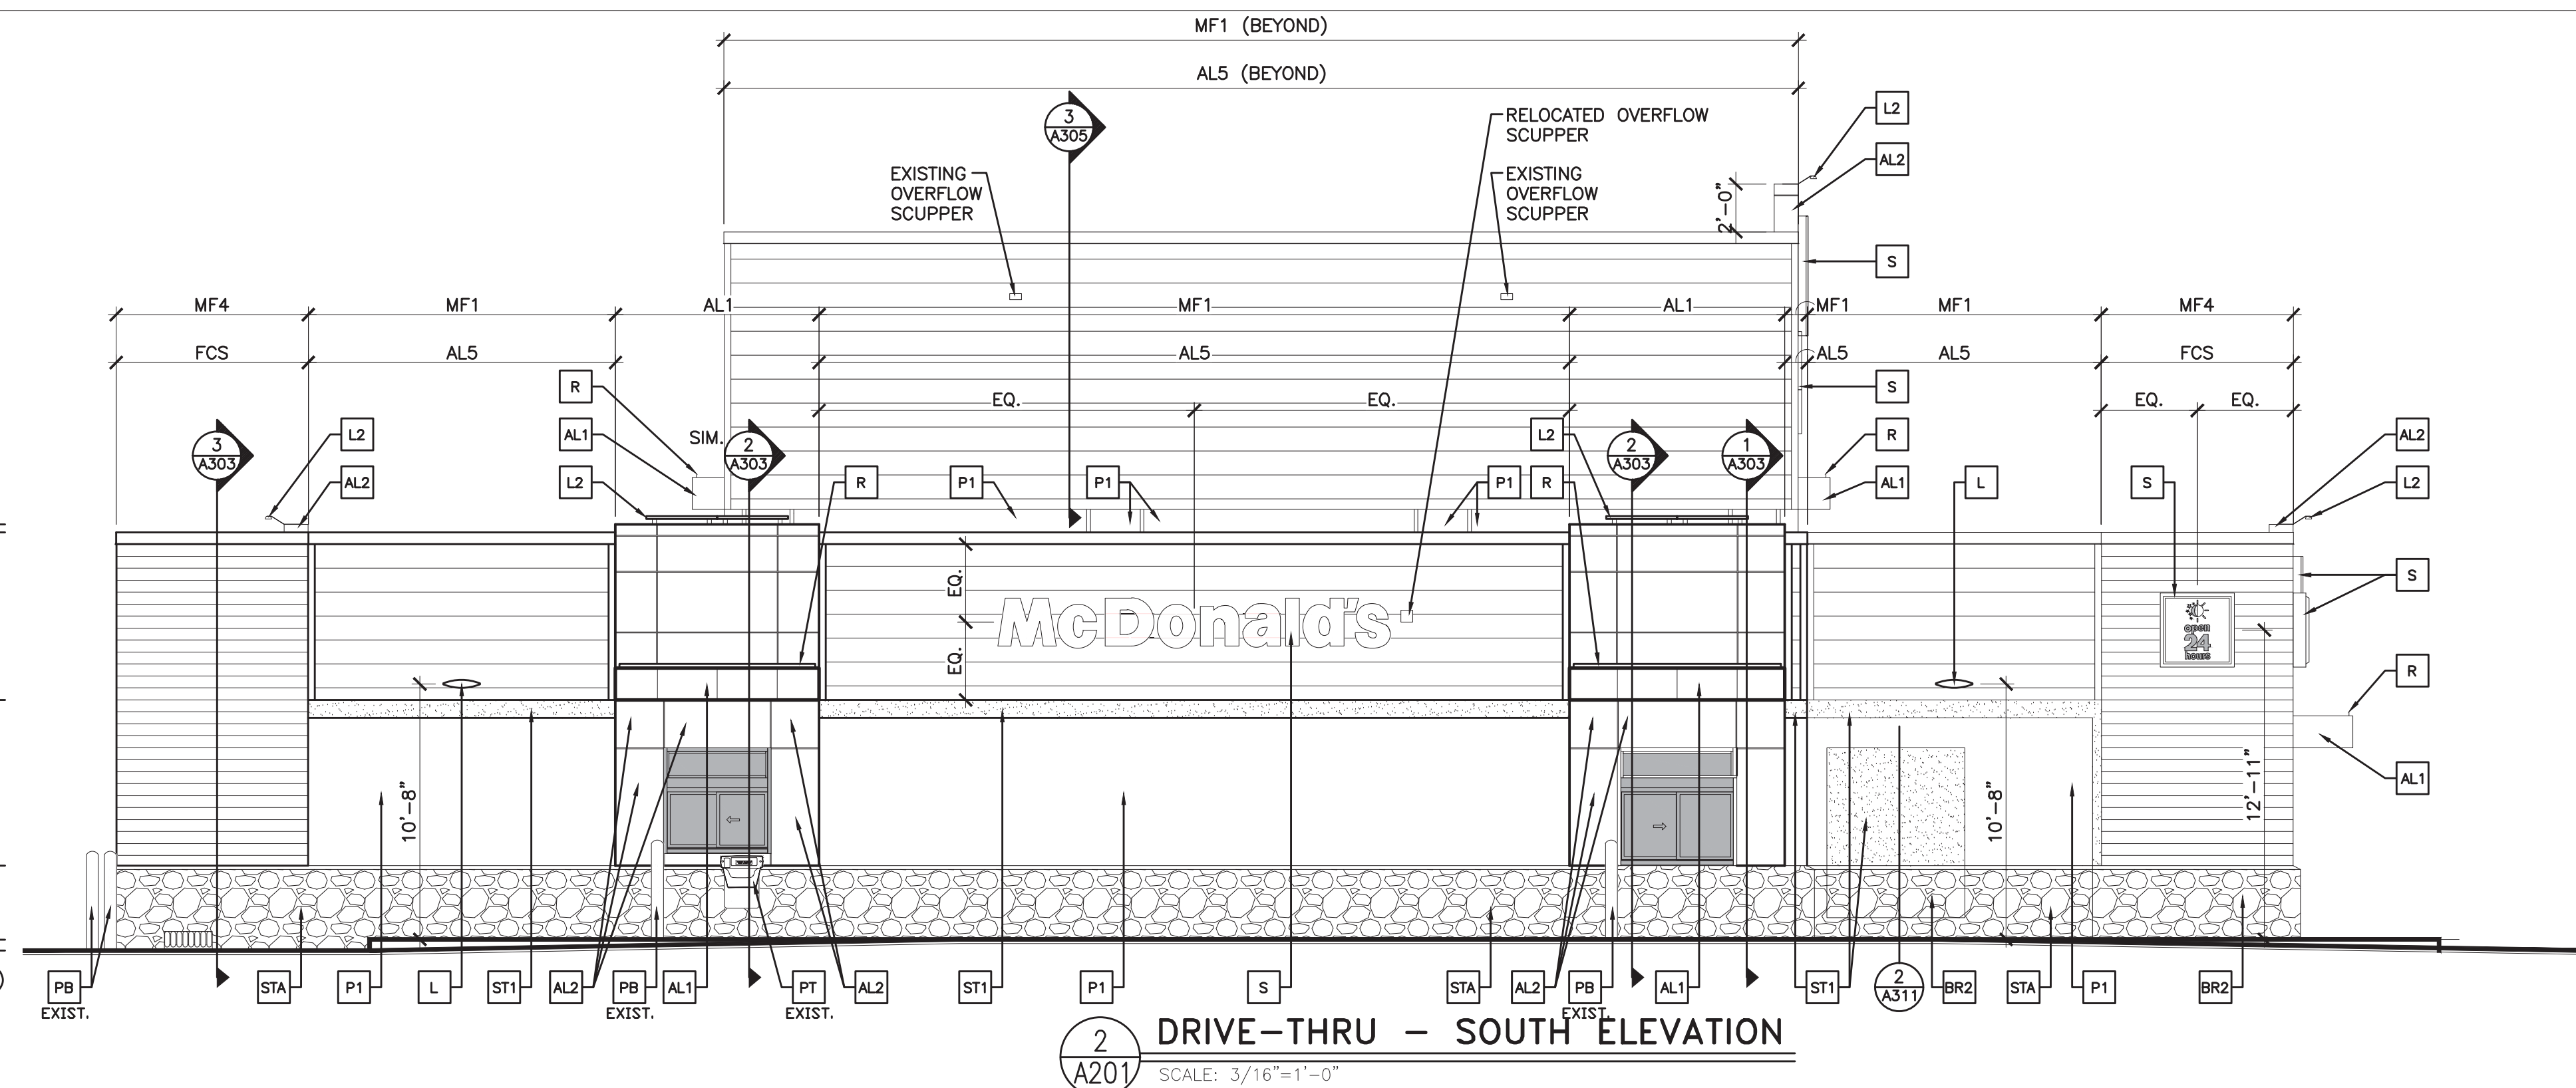 MF1 (BEYOND)
AL5 (BEYOND)
3
A305
RELOCATED OVERFLOW
SCUPPER
L2
AL2
EXISTING
OVERFLOW
SCUPPER
EXISTING
OVERFLOW
SCUPPER
2'-0"
S
MF4 MF1 AL1 MF1 AL1 MF1 MF1 MF4
FCS AL5 AL5 AL5 AL5 FCS
R
S
EQ. EQ. EQ. EQ.
3
A303
L2
AL2
AL1
SIM.
2
A303
L2
R
P1
P1
P1
R
L2
2
A303
1
A303
R
AL1
L
S
AL2
L2
EQ.
EQ.
McDonald's
open
24
hours
S
R
AL1
10'-8"
10'-8"
12'-11"
PB
EXIST.
STA
P1
L
ST1
AL2
PB
EXIST.
AL1
PT
EXIST.
AL2
ST1
P1
S
STA
AL2
PB
EXIST.
AL1
ST1
2
A311
BR2
STA
P1
BR2
2
A201
DRIVE-THRU - SOUTH ELEVATION
SCALE: 3/16"=1'-0"